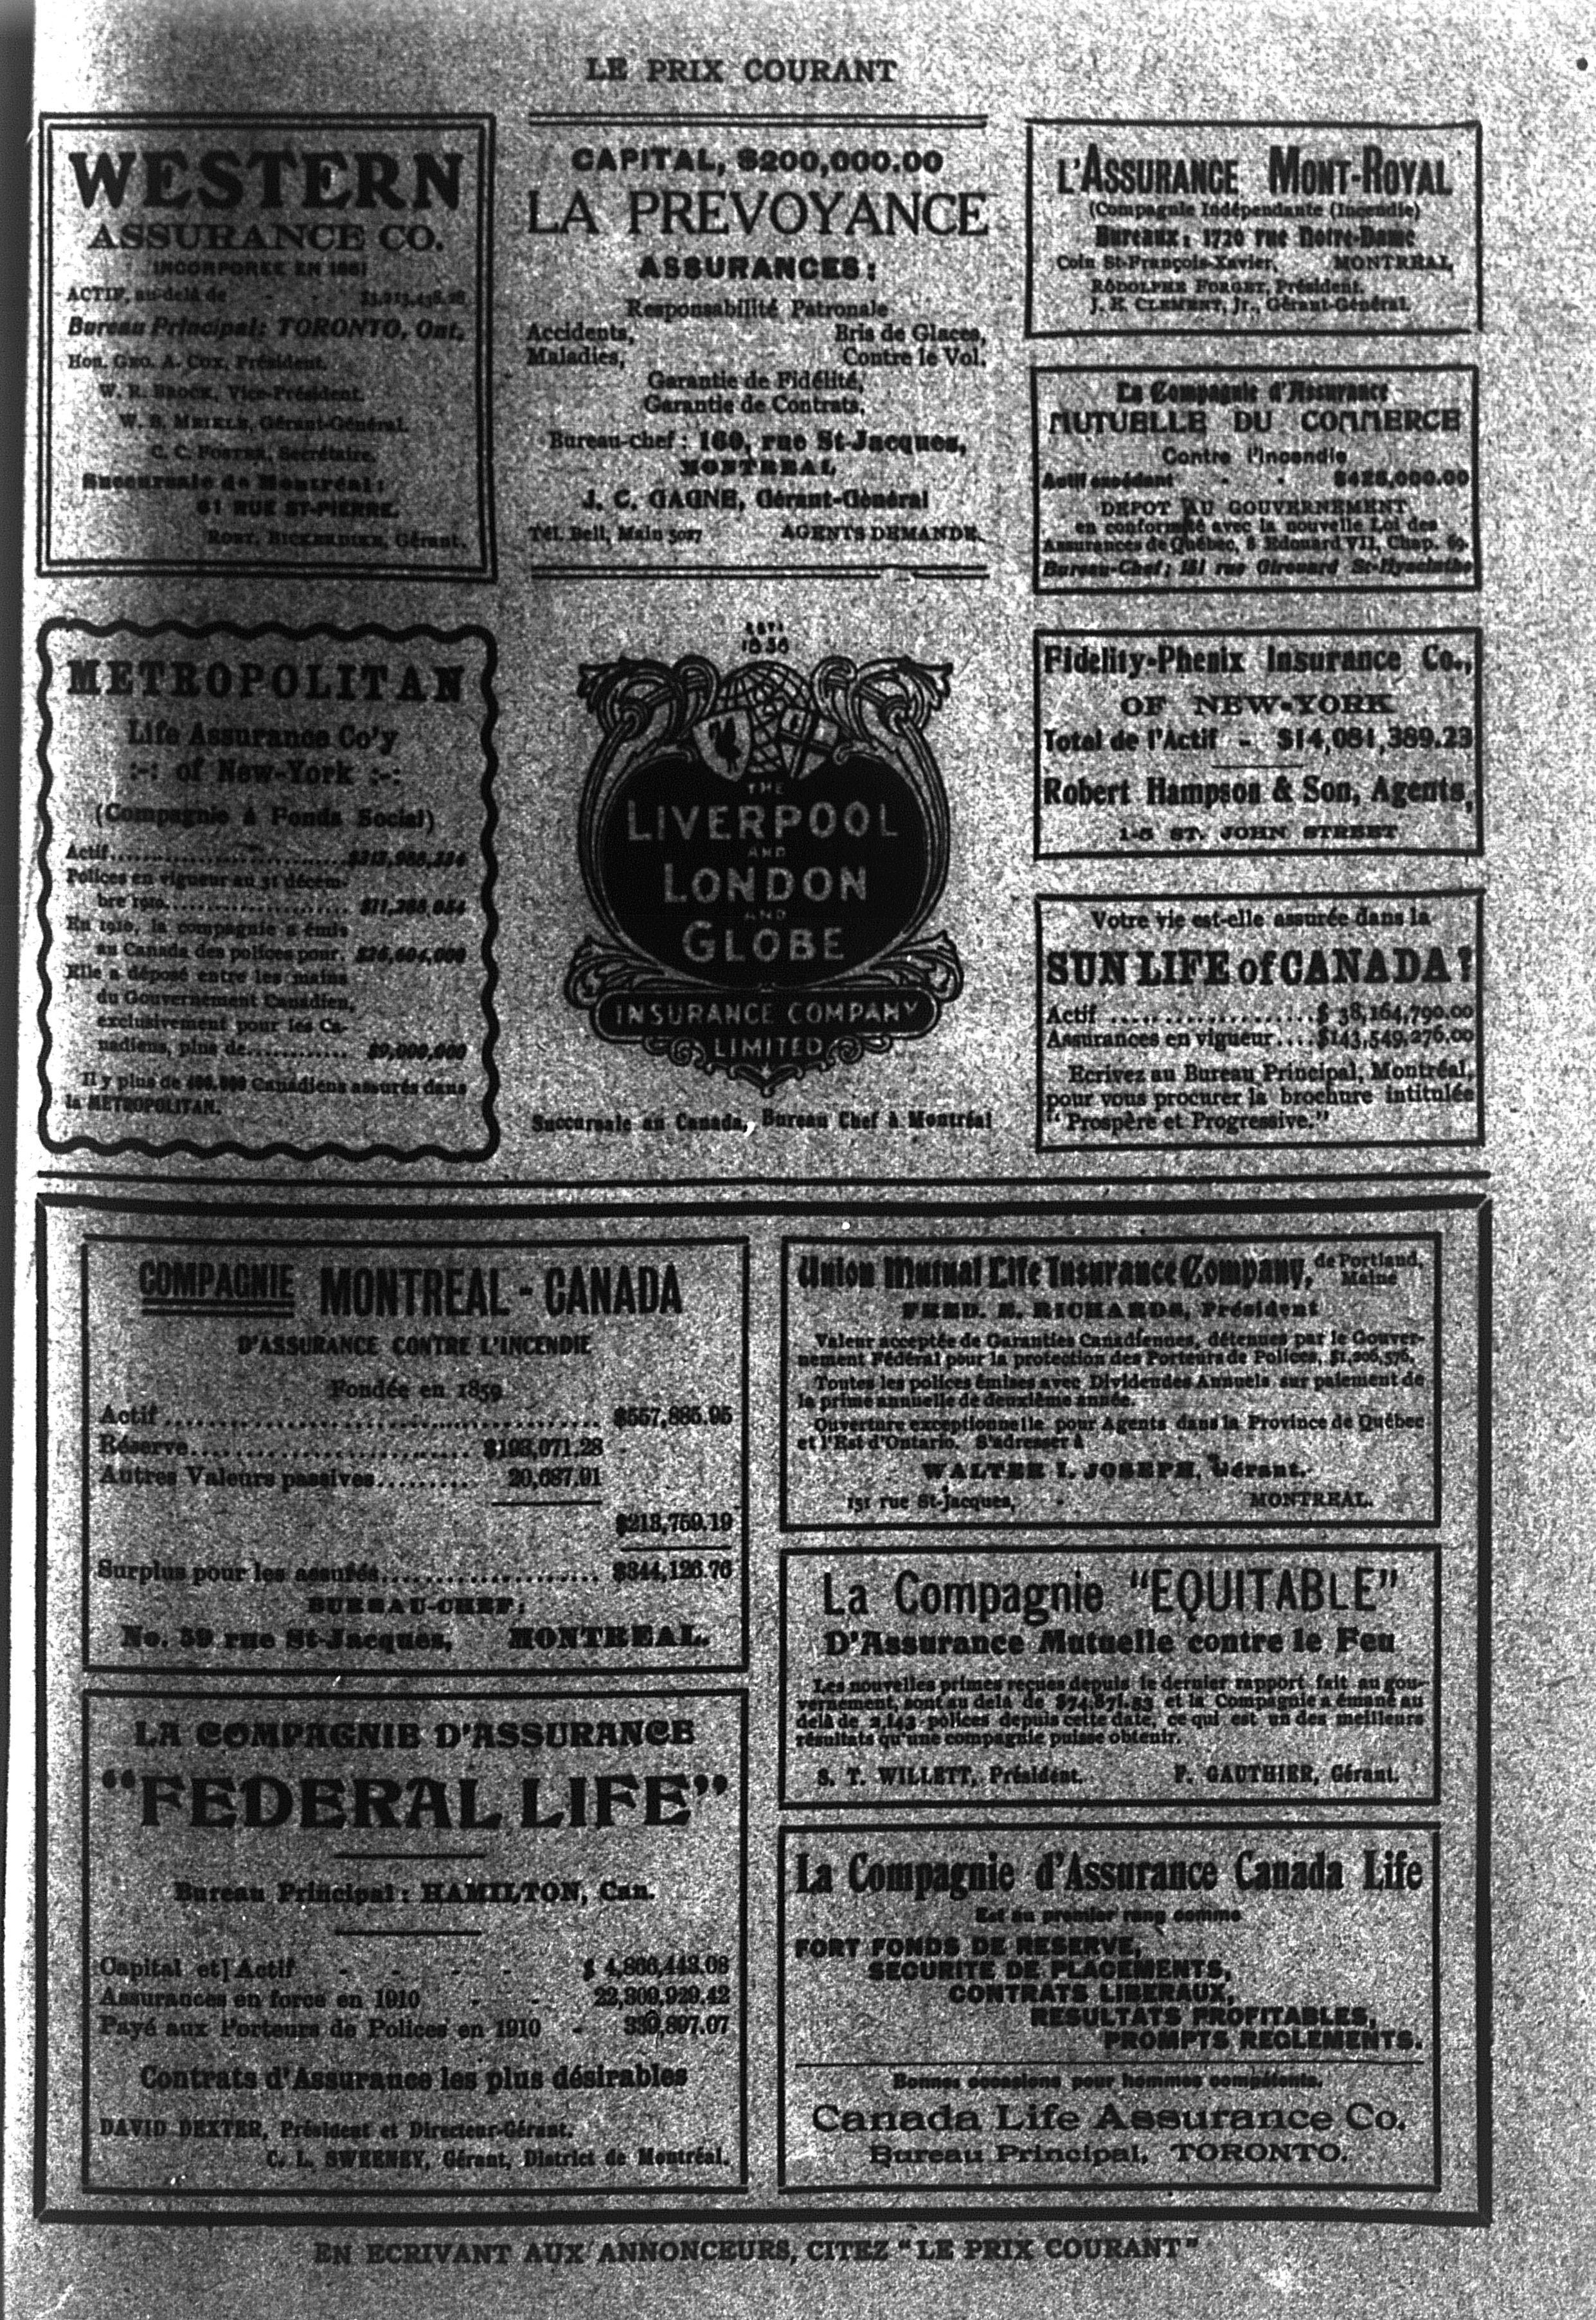 LE PRIX COURANT
WESTERN
ASSURANCE CO.
INCORPOREE EN 1851
ACTIF, au-delà de - - $3,213,438.28
Bureau Principal: TORONTO, Ont.
Hon. GEO. A. COX, Président.
W. R. BROCK, Vice-Président.
W. B. MEIKLE, Gérant-Général.
C. C. FOSTER, Secrétaire.
Succursale de Montréal:
61 RUE ST-PIERRE.
ROBT. BICKERDIKE, Gérant.
CAPITAL, $200,000.00
LA PREVOYANCE
ASSURANCES:
Responsabilité Patronale
Accidents, Bris de Glaces,
Maladies, Contre le Vol.
Garantie de Fidélité,
Garantie de Contrats.
Bureau-chef: 160, rue St-Jacques,
MONTREAL
J. C. GAGNE, Gérant-Général
Tél. Bell, Main 5027 AGENTS DEMANDE.
L'ASSURANCE MONT-ROYAL
(Compagnie Indépendante (Incendie)
Bureaux: 1720 rue Notre-Dame
Coin St-François-Xavier, MONTREAL,
RODOLPHE FORGET, Président.
J. E. CLEMENT, Jr., Gérant-Général.
La Compagnie d'Assurance
MUTUELLE DU COMMERCE
Contre l'Incendie
Actif excédant - - $425,000.00
DEPOT AU GOUVERNEMENT
en conformité avec la nouvelle Loi des
Assurances de Québec, 8 Edouard VII, Chap. 69.
Bureau-Chef: 151 rue Girouard St-Hyacinthe
METROPOLITAN
Life Assurance Co'y
:-: of New-York :-:
(Compagnie à Fonds Social)
Actif............................$313,988,334
Polices en vigueur au 31 décem-
bre 1910...................... $71,288,054
En 1910, la compagnie a émis
au Canada des polices pour. $26,604,000
Elle a déposé entre les mains
du Gouvernement Canadien,
exclusivement pour les Ca-
nadiens, plus de............ $9,000,000
Il y plus de 400,000 Canadiens assurés dans
la METROPOLITAN.
ESTD
1836
THE
LIVERPOOL
AND
LONDON
AND
GLOBE
INSURANCE COMPANY
LIMITED
Succursale au Canada, Bureau Chef à Montréal
Fidelity-Phenix Insurance Co.,
OF NEW-YORK
Total de l'Actif - $14,081,389.23
Robert Hampson & Son, Agents,
1-5 ST. JOHN STREET
Votre vie est-elle assurée dans la
SUN LIFE of CANADA?
Actif ....................$ 38,164,790.00
Assurances en vigueur....$143,549,276.00
Ecrivez au Bureau Principal, Montréal,
pour vous procurer la brochure intitulée
"Prospère et Progressive."
COMPAGNIE MONTREAL-CANADA
D'ASSURANCE CONTRE L'INCENDIE
Fondée en 1859
Actif............................................... $557,885.95
Réserve.............................. $193,071.28
Autres Valeurs passives......... 20,687.91
$213,759.19
Surplus pour les assurés..................... $344,126.76
BUREAU-CHEF:
No. 59 rue St-Jacques, MONTREAL.
LA COMPAGNIE D'ASSURANCE
"FEDERAL LIFE"
Bureau Principal: HAMILTON, Can.
Capital et] Actif - - - - $ 4,866,443.08
Assurances en force en 1910 - - 22,309,929.42
Payé aux Porteurs de Polices en 1910 - 339,897.07
Contrats d'Assurance les plus désirables
DAVID DEXTER, Président et Directeur-Gérant.
C. L. SWEENEY, Gérant, District de Montréal.
Union Mutual Life Insurance Company, de Portland, Maine
FRED. E. RICHARDS, Président
Valeur acceptée de Garanties Canadiennes, détenues par le Gouver-
nement Fédéral pour la protection des Porteurs de Polices, $1,206,576.
Toutes les polices émises avec Dividendes Annuels sur paiement de
la prime annuelle de deuxième année.
Ouverture exceptionnelle pour Agents dans la Province de Québec
et l'Est d'Ontario. S'adresser à
WALTER I. JOSEPH, Gérant.
151 rue St-Jacques, - MONTREAL.
La Compagnie "EQUITABLE"
D'Assurance Mutuelle contre le Feu
Les nouvelles primes reçues depuis le dernier rapport fait au gou-
vernement, sont au delà de $74,871.53 et la Compagnie a émané au
delà de 2,143 polices depuis cette date, ce qui est un des meilleurs
résultats qu'une compagnie puisse obtenir.
S. T. WILLETT, Président. F. GAUTHIER, Gérant.
La Compagnie d'Assurance Canada Life
Est au premier rang comme
FORT FONDS DE RESERVE,
SECURITE DE PLACEMENTS,
CONTRATS LIBERAUX,
RESULTATS PROFITABLES,
PROMPTS REGLEMENTS.
Bonnes occasions pour hommes compétents.
Canada Life Assurance Co.
Bureau Principal, TORONTO.
EN ECRIVANT AUX ANNONCEURS, CITEZ "LE PRIX COURANT"